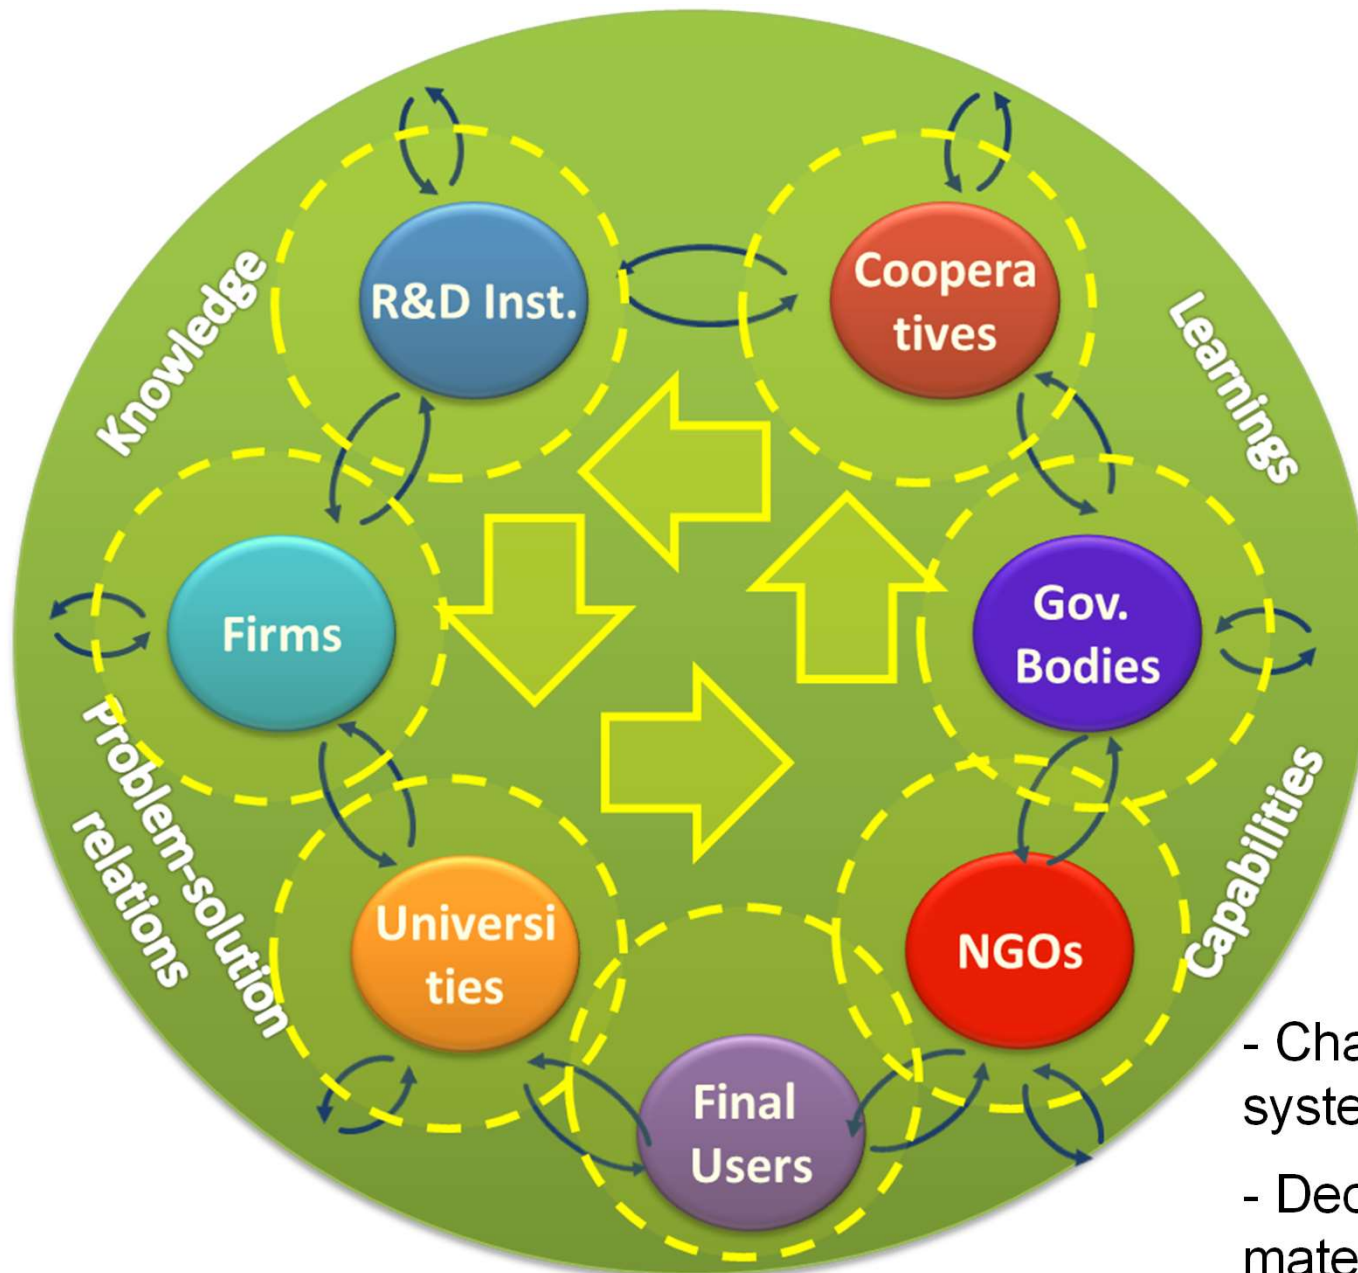 Knowledge
R&D Inst.
Coopera
tives
Learnings
Firms
Gov.
Bodies
Problem-solution
relations
Universi
ties
NGOs
Capabilities
Final
Users
-
-